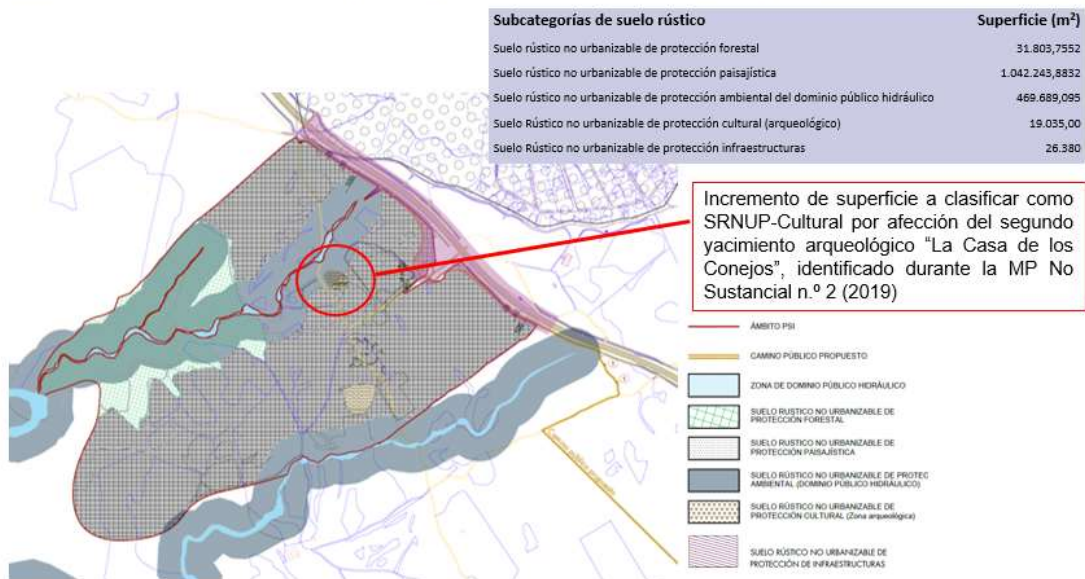 Subcategorías de suelo rústico Superficie (m²)
Suelo rústico no urbanizable de protección forestal 31.803,7552
Suelo rústico no urbanizable de protección paisajística 1.042.243,8832
Suelo rústico no urbanizable de protección ambiental del dominio público hidráulico 469.689,095
Suelo Rústico no urbanizable de protección cultural (arqueológico) 19.035,00
Suelo Rústico no urbanizable de protección infraestructuras 26.380
Incremento de superficie a clasificar como
SRNUP-Cultural por afección del segundo
yacimiento arqueológico “La Casa de los
Conejos”, identificado durante la MP No
Sustancial n.º 2 (2019)
ÁMBITO PSI
CAMINO PÚBLICO PROPUESTO
ZONA DE DOMINIO PÚBLICO HIDRÁULICO
SUELO RUSTICO NO URBANIZABLE DE
PROTECCIÓN FORESTAL
SUELO RUSTICO NO URBANIZABLE DE
PROTECCIÓN PAISAJÍSTICA
SUELO RÚSTICO NO URBANIZABLE DE PROTEC
AMBIENTAL (DOMINIO PÚBLICO HIDRÁULICO)
SUELO RÚSTICO NO URBANIZABLE DE
PROTECCIÓN CULTURAL (Zona arqueológica)
SUELO RÚSTICO NO URBANIZABLE DE
PROTECCIÓN DE INFRAESTRUCTURAS
Camino público propuesto